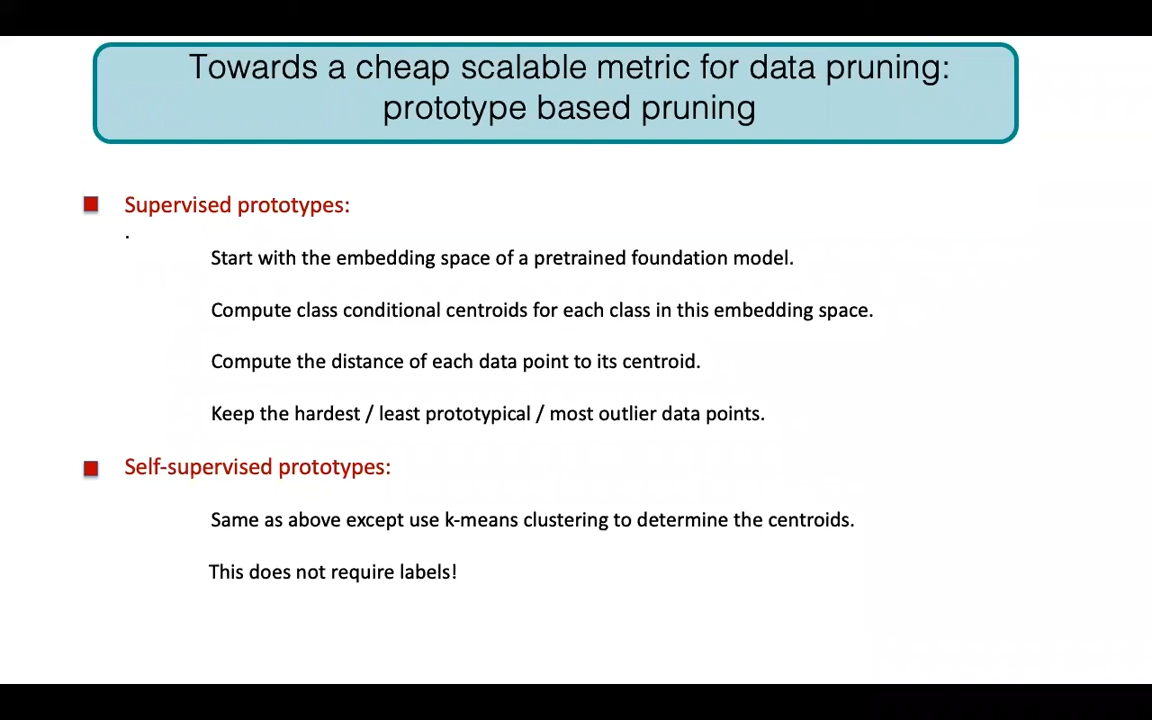 Towards a cheap scalable metric for data pruning:
prototype based pruning
Supervised prototypes:
.
Start with the embedding space of a pretrained foundation model.
Compute class conditional centroids for each class in this embedding space.
Compute the distance of each data point to its centroid.
Keep the hardest / least prototypical / most outlier data points.
Self-supervised prototypes:
Same as above except use k-means clustering to determine the centroids.
This does not require labels!